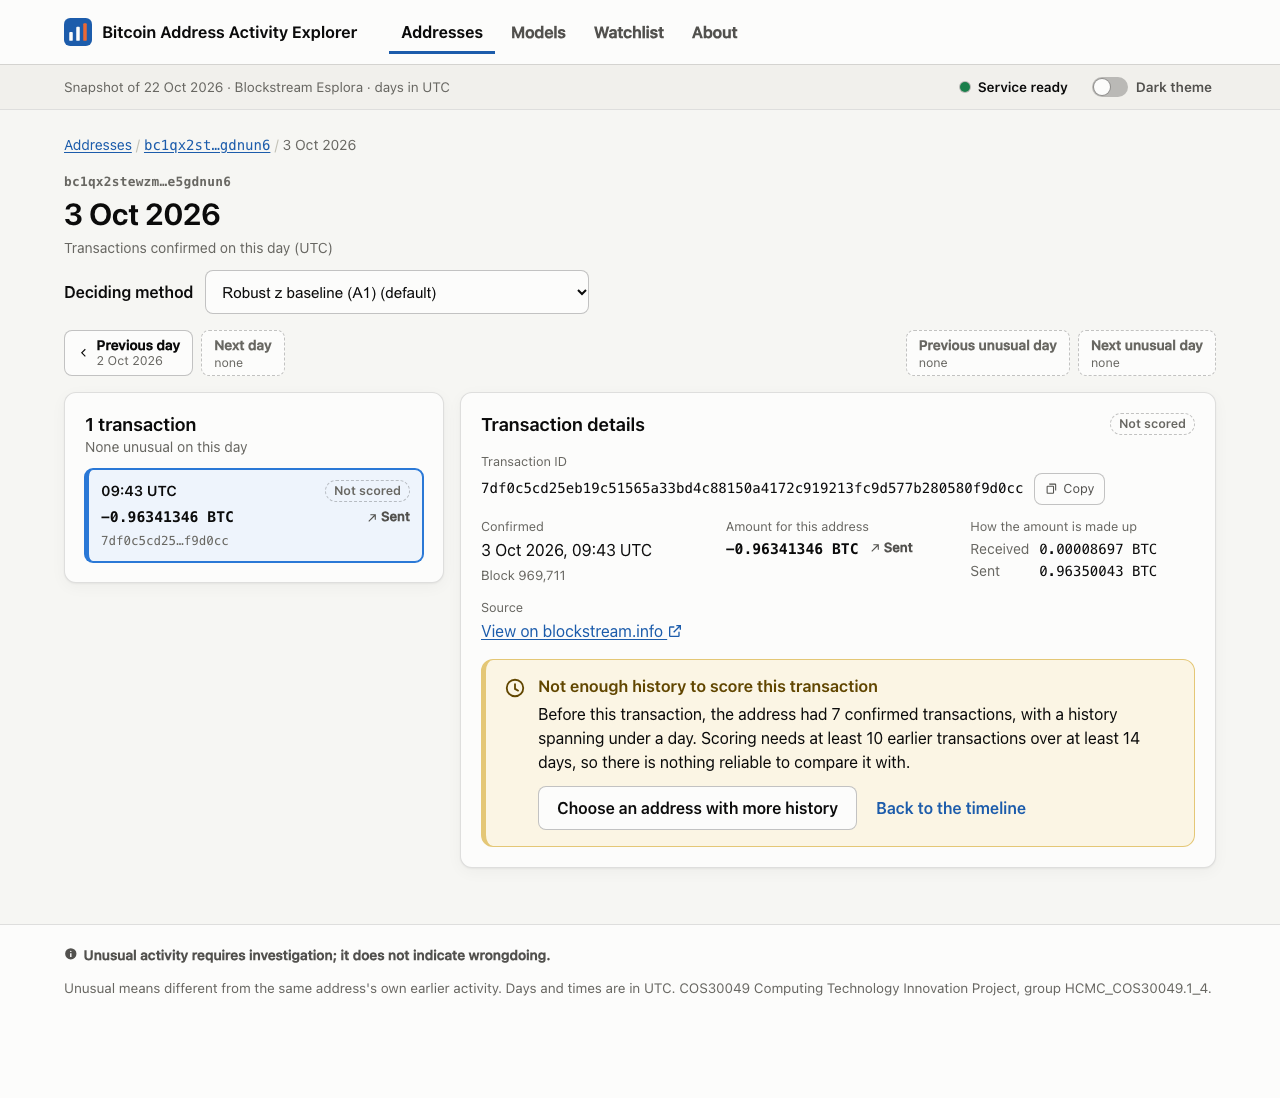 Bitcoin Address Activity Explorer
Addresses
Models
Watchlist
About
Snapshot of 22 Oct 2026 · Blockstream Esplora · days in UTC
Service ready
Dark theme
Addresses / bc1qx2st…gdnun6 / 3 Oct 2026
bc1qx2stewzm…e5gdnun6
3 Oct 2026
Transactions confirmed on this day (UTC)
Deciding method
Robust z baseline (A1) (default)
Previous day
2 Oct 2026
Next day
none
Previous unusual day
none
Next unusual day
none
1 transaction
None unusual on this day
09:43 UTC
Not scored
−0.96341346 BTC
Sent
7df0c5cd25…f9d0cc
Transaction details
Not scored
Transaction ID
7df0c5cd25eb19c51565a33bd4c88150a4172c919213fc9d577b280580f9d0cc
Copy
Confirmed
3 Oct 2026, 09:43 UTC
Block 969,711
Amount for this address
−0.96341346 BTC
Sent
How the amount is made up
Received 0.00008697 BTC
Sent 0.96350043 BTC
Source
View on blockstream.info
Not enough history to score this transaction
Before this transaction, the address had 7 confirmed transactions, with a history
spanning under a day. Scoring needs at least 10 earlier transactions over at least 14
days, so there is nothing reliable to compare it with.
Choose an address with more history
Back to the timeline
Unusual activity requires investigation; it does not indicate wrongdoing.
Unusual means different from the same address's own earlier activity. Days and times are in UTC. COS30049 Computing Technology Innovation Project, group HCMC_COS30049.1_4.